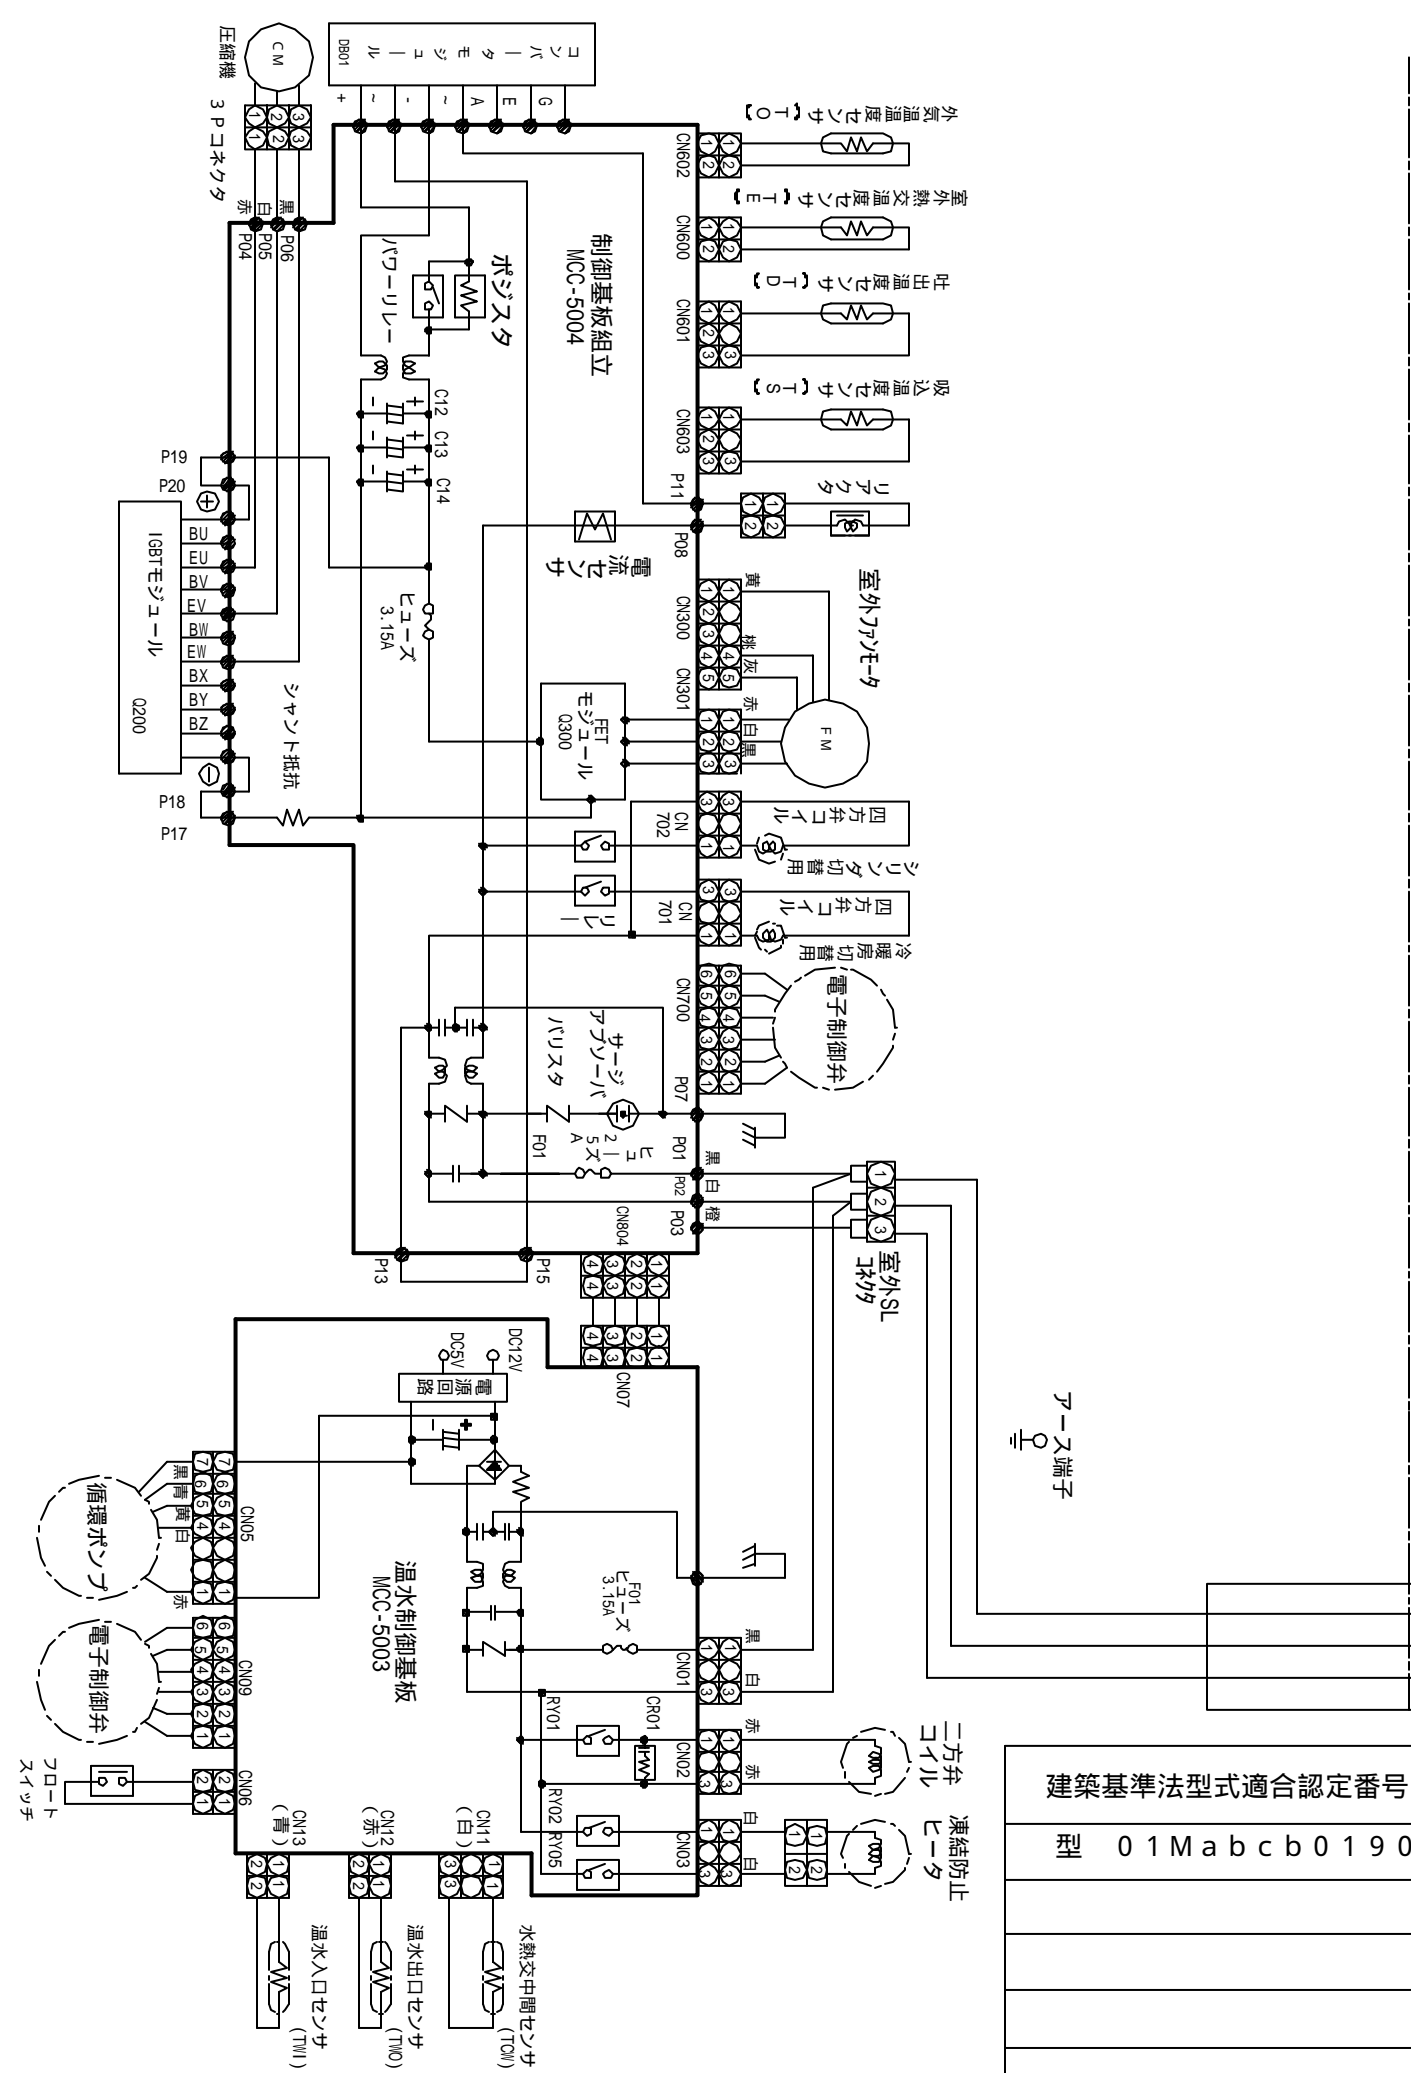 圧縮機
CM
3Pコネクタ
コンバータモジュール
DB01
+
~
-
~
A
E
G
赤
白
黒
P04
P05
P06
外気温温度センサ【TO】
CN602
室外熱交温度センサ【TE】
CN600
吐出温度センサ【TD】
CN601
吸込温度センサ【TS】
CN603
制御基板組立
MCC-5004
ポジスタ
パワーリレー
C12
C13
C14
P19
P20
IGBTモジュール
Q200
BU
EU
BV
EV
BW
EW
BX
BY
BZ
P18
P17
シャント抵抗
ヒューズ
3.15A
電流センサ
P11
P08
リアクタ
室外ファンモータ
FM
CN300
黄
桃
灰
CN301
赤
白
黒
FET
モジュール
Q300
CN
702
四方弁コイル
シリンダ切替用
CN
701
四方弁コイル
冷暖房切替用
リレー
CN700
電子制御弁
P07
サージ
アブソーバ
バリスタ
F01
ヒューズ
25A
P01
黒
P02
白
P03
橙
室外SL
コネクタ
P13
P15
CN804
CN07
アース端子
DC12V
DC5V
電源回路
温水制御基板
MCC-5003
F01
ヒューズ
3.15A
CN05
黒
青
黄
白
赤
循環ポンプ
CN09
電子制御弁
CN06
フロート
スイッチ
CN01
黒
白
CN02
赤
赤
CR01
RY01
二方弁
コイル
CN03
白
白
RY02
RY05
凍結防止
ヒータ
CN13
(青)
CN12
(赤)
CN11
(白)
温水入口センサ
(TWI)
温水出口センサ
(TWO)
水熱交中間センサ
(TCW)
建築基準法型式適合認定番号
型 01Mabcb0190